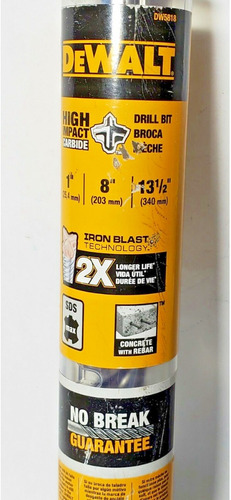 DW5818
DEWALT
HIGH
IMPACT
CARBIDE
DRILL BIT
BROCA
MÈCHE
1"
8"
13 1/2"
(25.4 mm)
(203 mm)
(340 mm)
IRON BLAST
TECHNOLOGY
2X
LONGER LIFE
VIDA ÚTIL
DURÉE DE VIE
SDS
max
TM
CONCRETE
WITH REBAR
NO BREAK
GUARANTEE